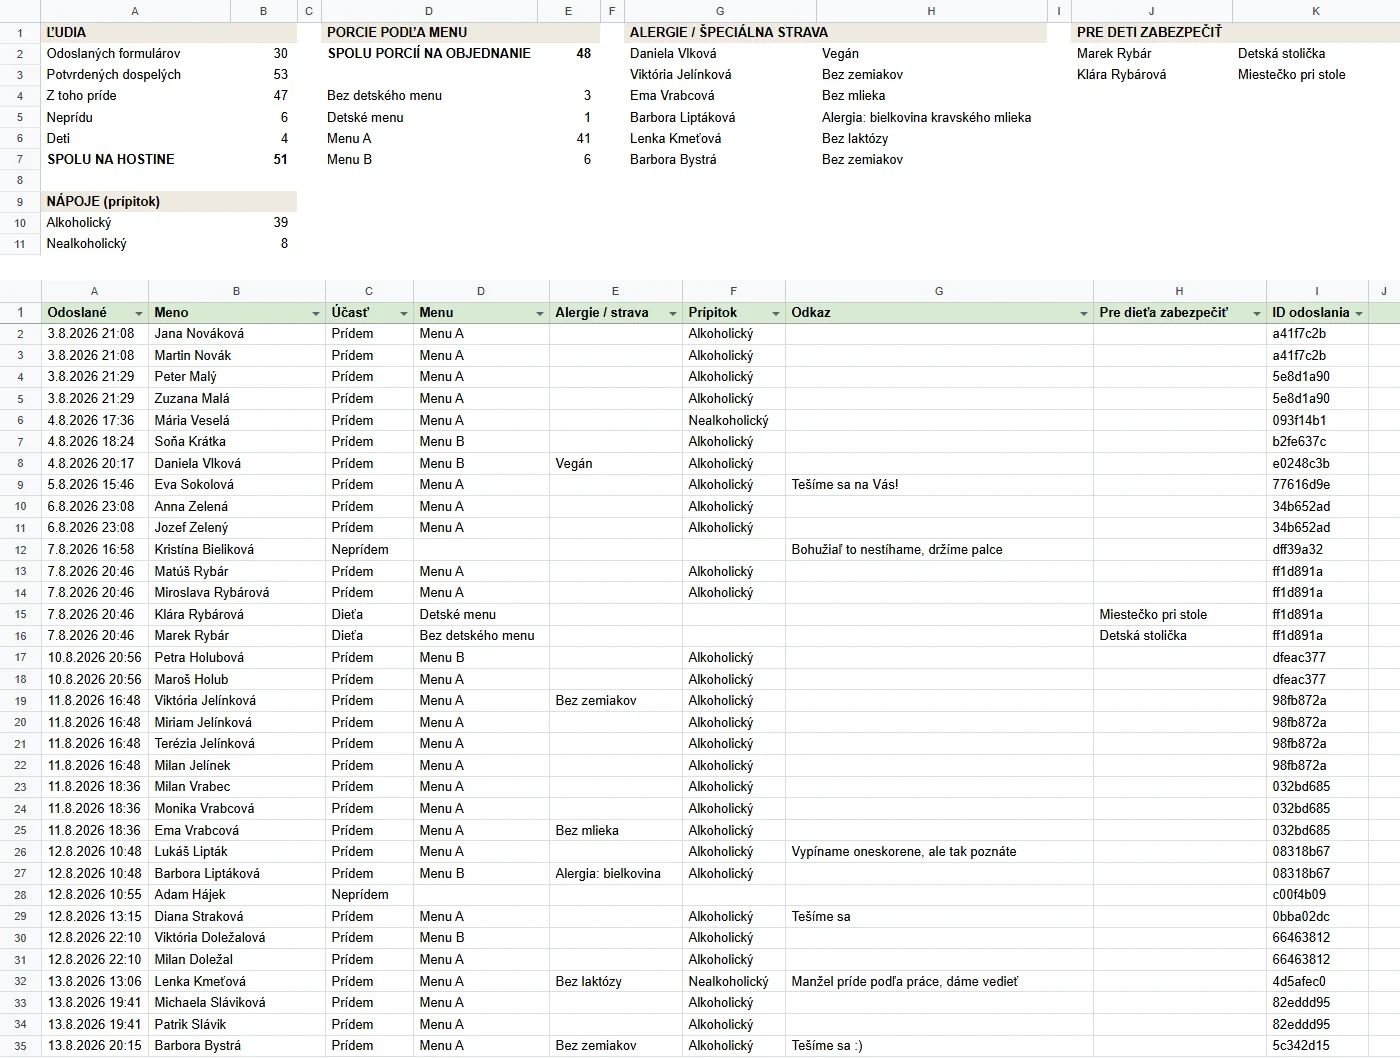 A B C D E F G H I J K
1 ĽUDIA PORCIE PODĽA MENU ALERGIE / ŠPECIÁLNA STRAVA PRE DETI ZABEZPEČIŤ
2 Odoslaných formulárov 30 SPOLU PORCIÍ NA OBJEDNANIE 48 Daniela Vlková Vegán Marek Rybár Detská stolička
3 Potvrdených dospelých 53 Viktória Jelínková Bez zemiakov Klára Rybárová Miestečko pri stole
4 Z toho príde 47 Bez detského menu 3 Ema Vrabcová Bez mlieka
5 Neprídu 6 Detské menu 1 Barbora Liptáková Alergia: bielkovina kravského mlieka
6 Deti 4 Menu A 41 Lenka Kmeťová Bez laktózy
7 SPOLU NA HOSTINE 51 Menu B 6 Barbora Bystrá Bez zemiakov
8
9 NÁPOJE (prípitok)
10 Alkoholický 39
11 Nealkoholický 8
A B C D E F G H I J
1 Odoslané Meno Účasť Menu Alergie / strava Prípitok Odkaz Pre dieťa zabezpečiť ID odoslania
2 3.8.2026 21:08 Jana Nováková Prídem Menu A Alkoholický a41f7c2b
3 3.8.2026 21:08 Martin Novák Prídem Menu A Alkoholický a41f7c2b
4 3.8.2026 21:29 Peter Malý Prídem Menu A Alkoholický 5e8d1a90
5 3.8.2026 21:29 Zuzana Malá Prídem Menu A Alkoholický 5e8d1a90
6 4.8.2026 17:36 Mária Veselá Prídem Menu A Nealkoholický 093f14b1
7 4.8.2026 18:24 Soňa Krátka Prídem Menu B Alkoholický b2fe637c
8 4.8.2026 20:17 Daniela Vlková Prídem Menu B Vegán Alkoholický e0248c3b
9 5.8.2026 15:46 Eva Sokolová Prídem Menu A Alkoholický Tešíme sa na Vás! 77616d9e
10 6.8.2026 23:08 Anna Zelená Prídem Menu A Alkoholický 34b652ad
11 6.8.2026 23:08 Jozef Zelený Prídem Menu A Alkoholický 34b652ad
12 7.8.2026 16:58 Kristína Bieliková Neprídem Bohužiaľ to nestíhame, držíme palce dff39a32
13 7.8.2026 20:46 Matúš Rybár Prídem Menu A Alkoholický ff1d891a
14 7.8.2026 20:46 Miroslava Rybárová Prídem Menu A Alkoholický ff1d891a
15 7.8.2026 20:46 Klára Rybárová Dieťa Detské menu Miestečko pri stole ff1d891a
16 7.8.2026 20:46 Marek Rybár Dieťa Bez detského menu Detská stolička ff1d891a
17 10.8.2026 20:56 Petra Holubová Prídem Menu B Alkoholický dfeac377
18 10.8.2026 20:56 Maroš Holub Prídem Menu A Alkoholický dfeac377
19 11.8.2026 16:48 Viktória Jelínková Prídem Menu A Bez zemiakov Alkoholický 98fb872a
20 11.8.2026 16:48 Miriam Jelínková Prídem Menu A Alkoholický 98fb872a
21 11.8.2026 16:48 Terézia Jelínková Prídem Menu A Alkoholický 98fb872a
22 11.8.2026 16:48 Milan Jelínek Prídem Menu A Alkoholický 98fb872a
23 11.8.2026 18:36 Milan Vrabec Prídem Menu A Alkoholický 032bd685
24 11.8.2026 18:36 Monika Vrabcová Prídem Menu A Alkoholický 032bd685
25 11.8.2026 18:36 Ema Vrabcová Prídem Menu A Bez mlieka Alkoholický 032bd685
26 12.8.2026 10:48 Lukáš Lipták Prídem Menu A Alkoholický Vypíname oneskorene, ale tak poznáte 08318b67
27 12.8.2026 10:48 Barbora Liptáková Prídem Menu B Alergia: bielkovina Alkoholický 08318b67
28 12.8.2026 10:55 Adam Hájek Neprídem c00f4b09
29 12.8.2026 13:15 Diana Straková Prídem Menu A Alkoholický Tešíme sa 0bba02dc
30 12.8.2026 22:10 Viktória Doležalová Prídem Menu B Alkoholický 66463812
31 12.8.2026 22:10 Milan Doležal Prídem Menu A Alkoholický 66463812
32 13.8.2026 13:06 Lenka Kmeťová Prídem Menu A Bez laktózy Nealkoholický Manžel príde podľa práce, dáme vedieť 4d5afec0
33 13.8.2026 19:41 Michaela Sláviková Prídem Menu A Alkoholický 82eddd95
34 13.8.2026 19:41 Patrik Slávik Prídem Menu A Alkoholický 82eddd95
35 13.8.2026 20:15 Barbora Bystrá Prídem Menu A Bez zemiakov Alkoholický Tešíme sa :) 5c342d15